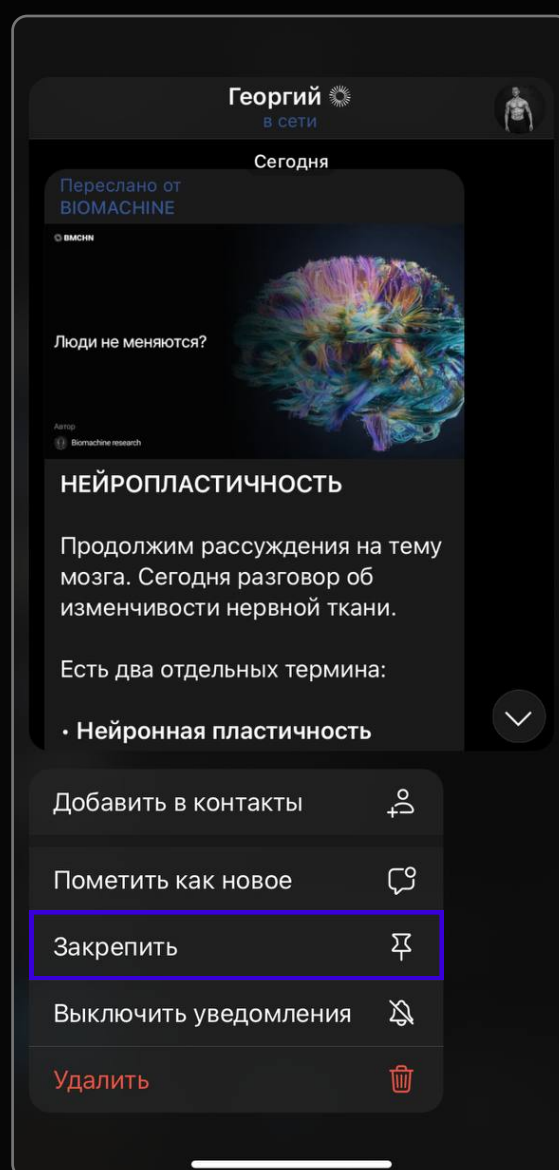 Георгий
в сети
Сегодня
Переслано от
BIOMACHINE
BMCHN
Люди не меняются?
Автор
Biomachine research
НЕЙРОПЛАСТИЧНОСТЬ
Продолжим рассуждения на тему
мозга. Сегодня разговор об
изменчивости нервной ткани.
Есть два отдельных термина:
• Нейронная пластичность
Добавить в контакты
Пометить как новое
Закрепить
Выключить уведомления
Удалить